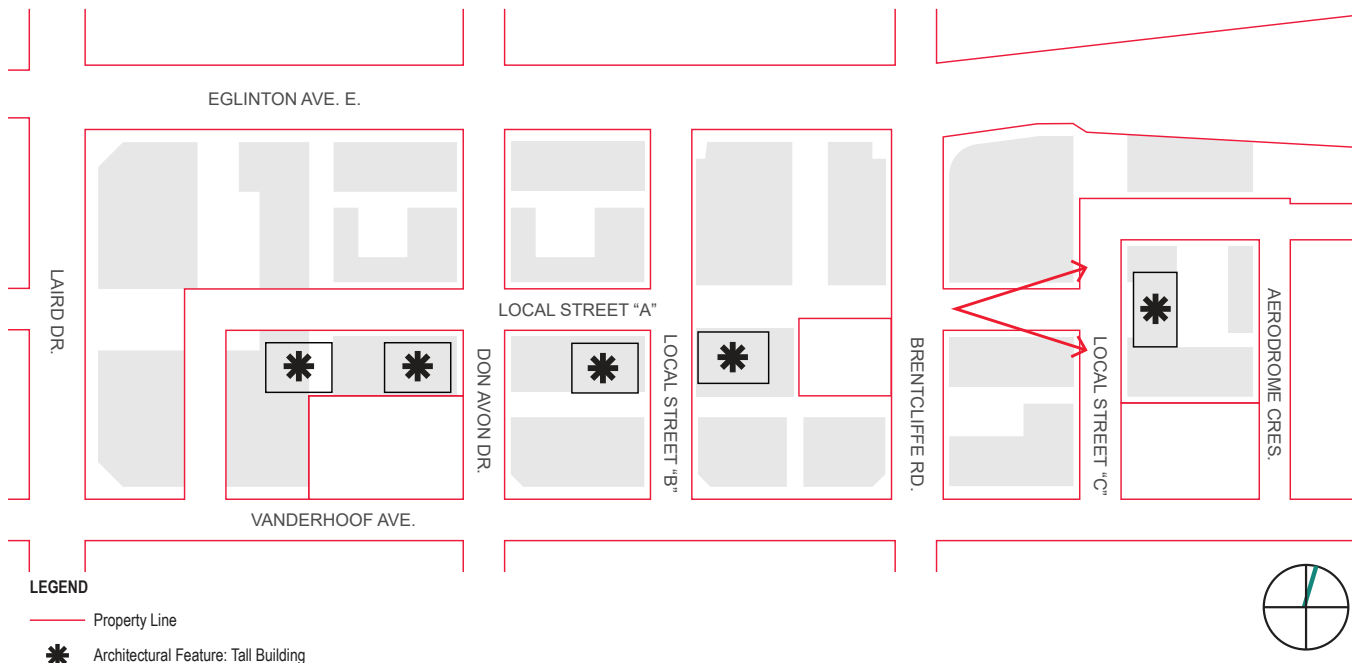 EGLINTON AVE. E.
LAIRD DR.
LOCAL STREET “A”
DON AVON DR.
LOCAL STREET “B”
BRENTCLIFFE RD.
LOCAL STREET “C”
AERODROME CRES.
VANDERHOOF AVE.
LEGEND
Property Line
Architectural Feature: Tall Building